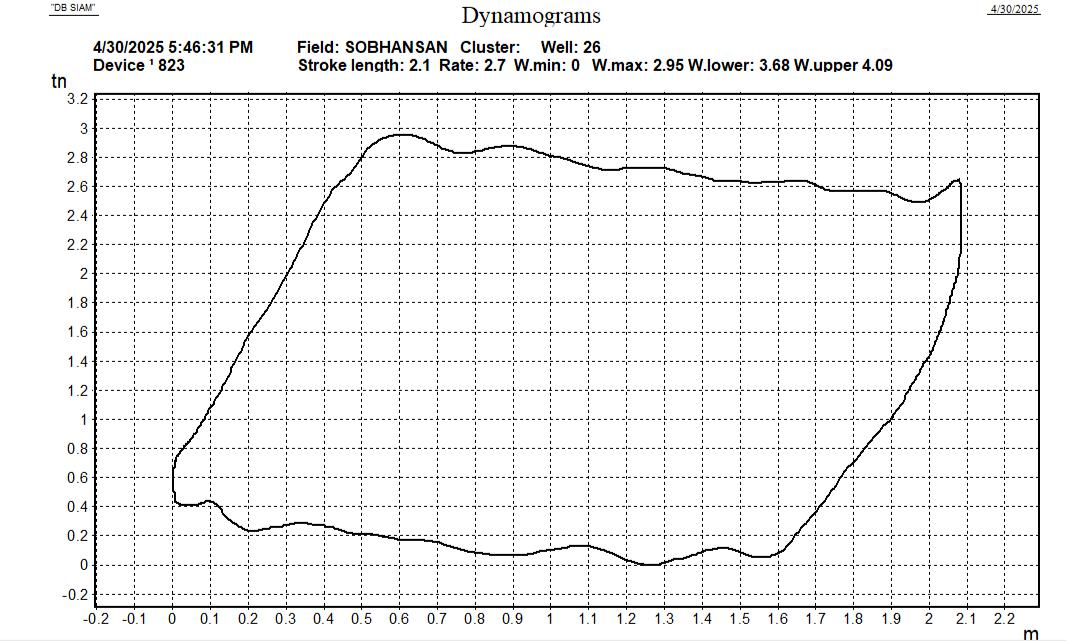 "DB SIAM"
4/30/2025
Dynamograms
4/30/2025 5:46:31 PM Field: SOBHANSAN Cluster: Well: 26
Device ¹ 823 Stroke length: 2.1 Rate: 2.7 W.min: 0 W.max: 2.95 W.lower: 3.68 W.upper 4.09
tn
3.2
3
2.8
2.6
2.4
2.2
2
1.8
1.6
1.4
1.2
1
0.8
0.6
0.4
0.2
0
-0.2
-0.2 -0.1 0 0.1 0.2 0.3 0.4 0.5 0.6 0.7 0.8 0.9 1 1.1 1.2 1.3 1.4 1.5 1.6 1.7 1.8 1.9 2 2.1 2.2
m